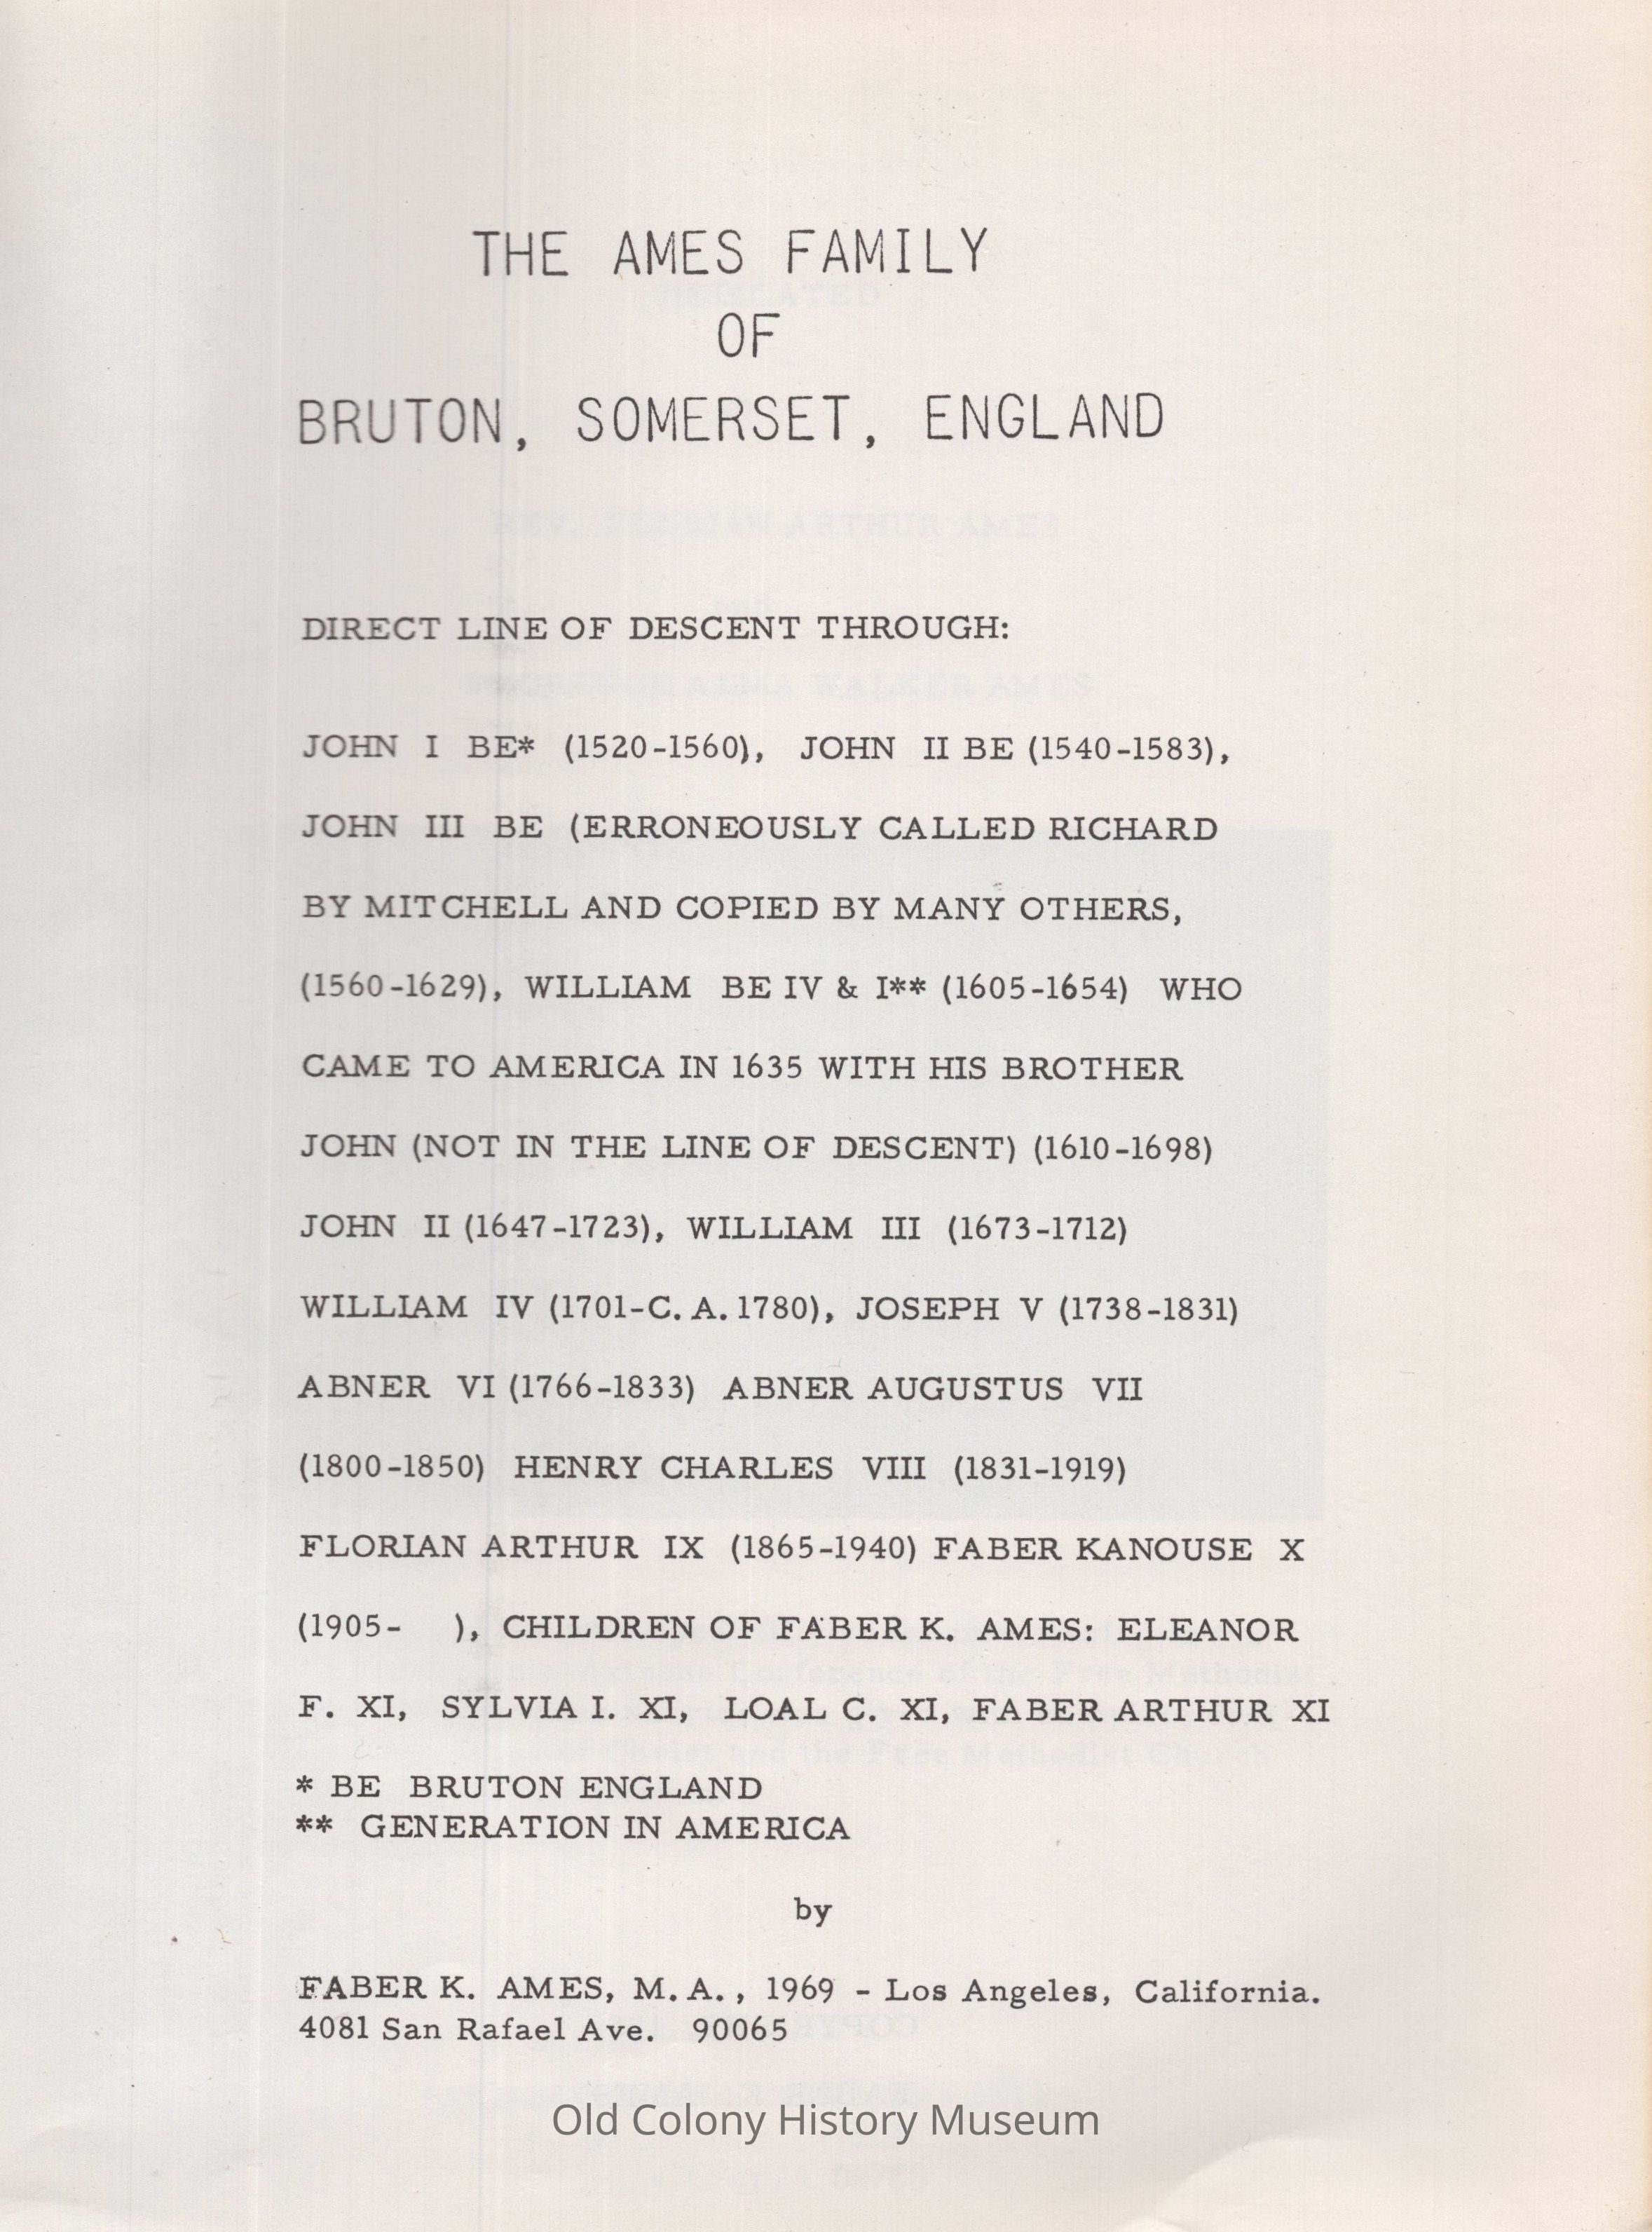 THE AMES FAMILY
OF
BRUTON, SOMERSET, ENGLAND
DIRECT LINE OF DESCENT THROUGH:
JOHN I BE* (1520-1560), JOHN II BE (1540-1583),
JOHN III BE (ERRONEOUSLY CALLED RICHARD
BY MITCHELL AND COPIED BY MANY OTHERS,
(1560-1629), WILLIAM BE IV & I** (1605-1654) WHO
CAME TO AMERICA IN 1635 WITH HIS BROTHER
JOHN (NOT IN THE LINE OF DESCENT) (1610-1698)
JOHN II (1647-1723), WILLIAM III (1673-1712)
WILLIAM IV (1701-C. A. 1780), JOSEPH V (1738-1831)
ABNER VI (1766-1833) ABNER AUGUSTUS VII
(1800-1850) HENRY CHARLES VIII (1831-1919)
FLORIAN ARTHUR IX (1865-1940) FABER KANOUSE X
(1905- ), CHILDREN OF FABER K. AMES: ELEANOR
F. XI, SYLVIA I. XI, LOAL C. XI, FABER ARTHUR XI
* BE BRUTON ENGLAND
** GENERATION IN AMERICA
by
FABER K. AMES, M. A., 1969 - Los Angeles, California.
4081 San Rafael Ave. 90065
Old Colony History Museum